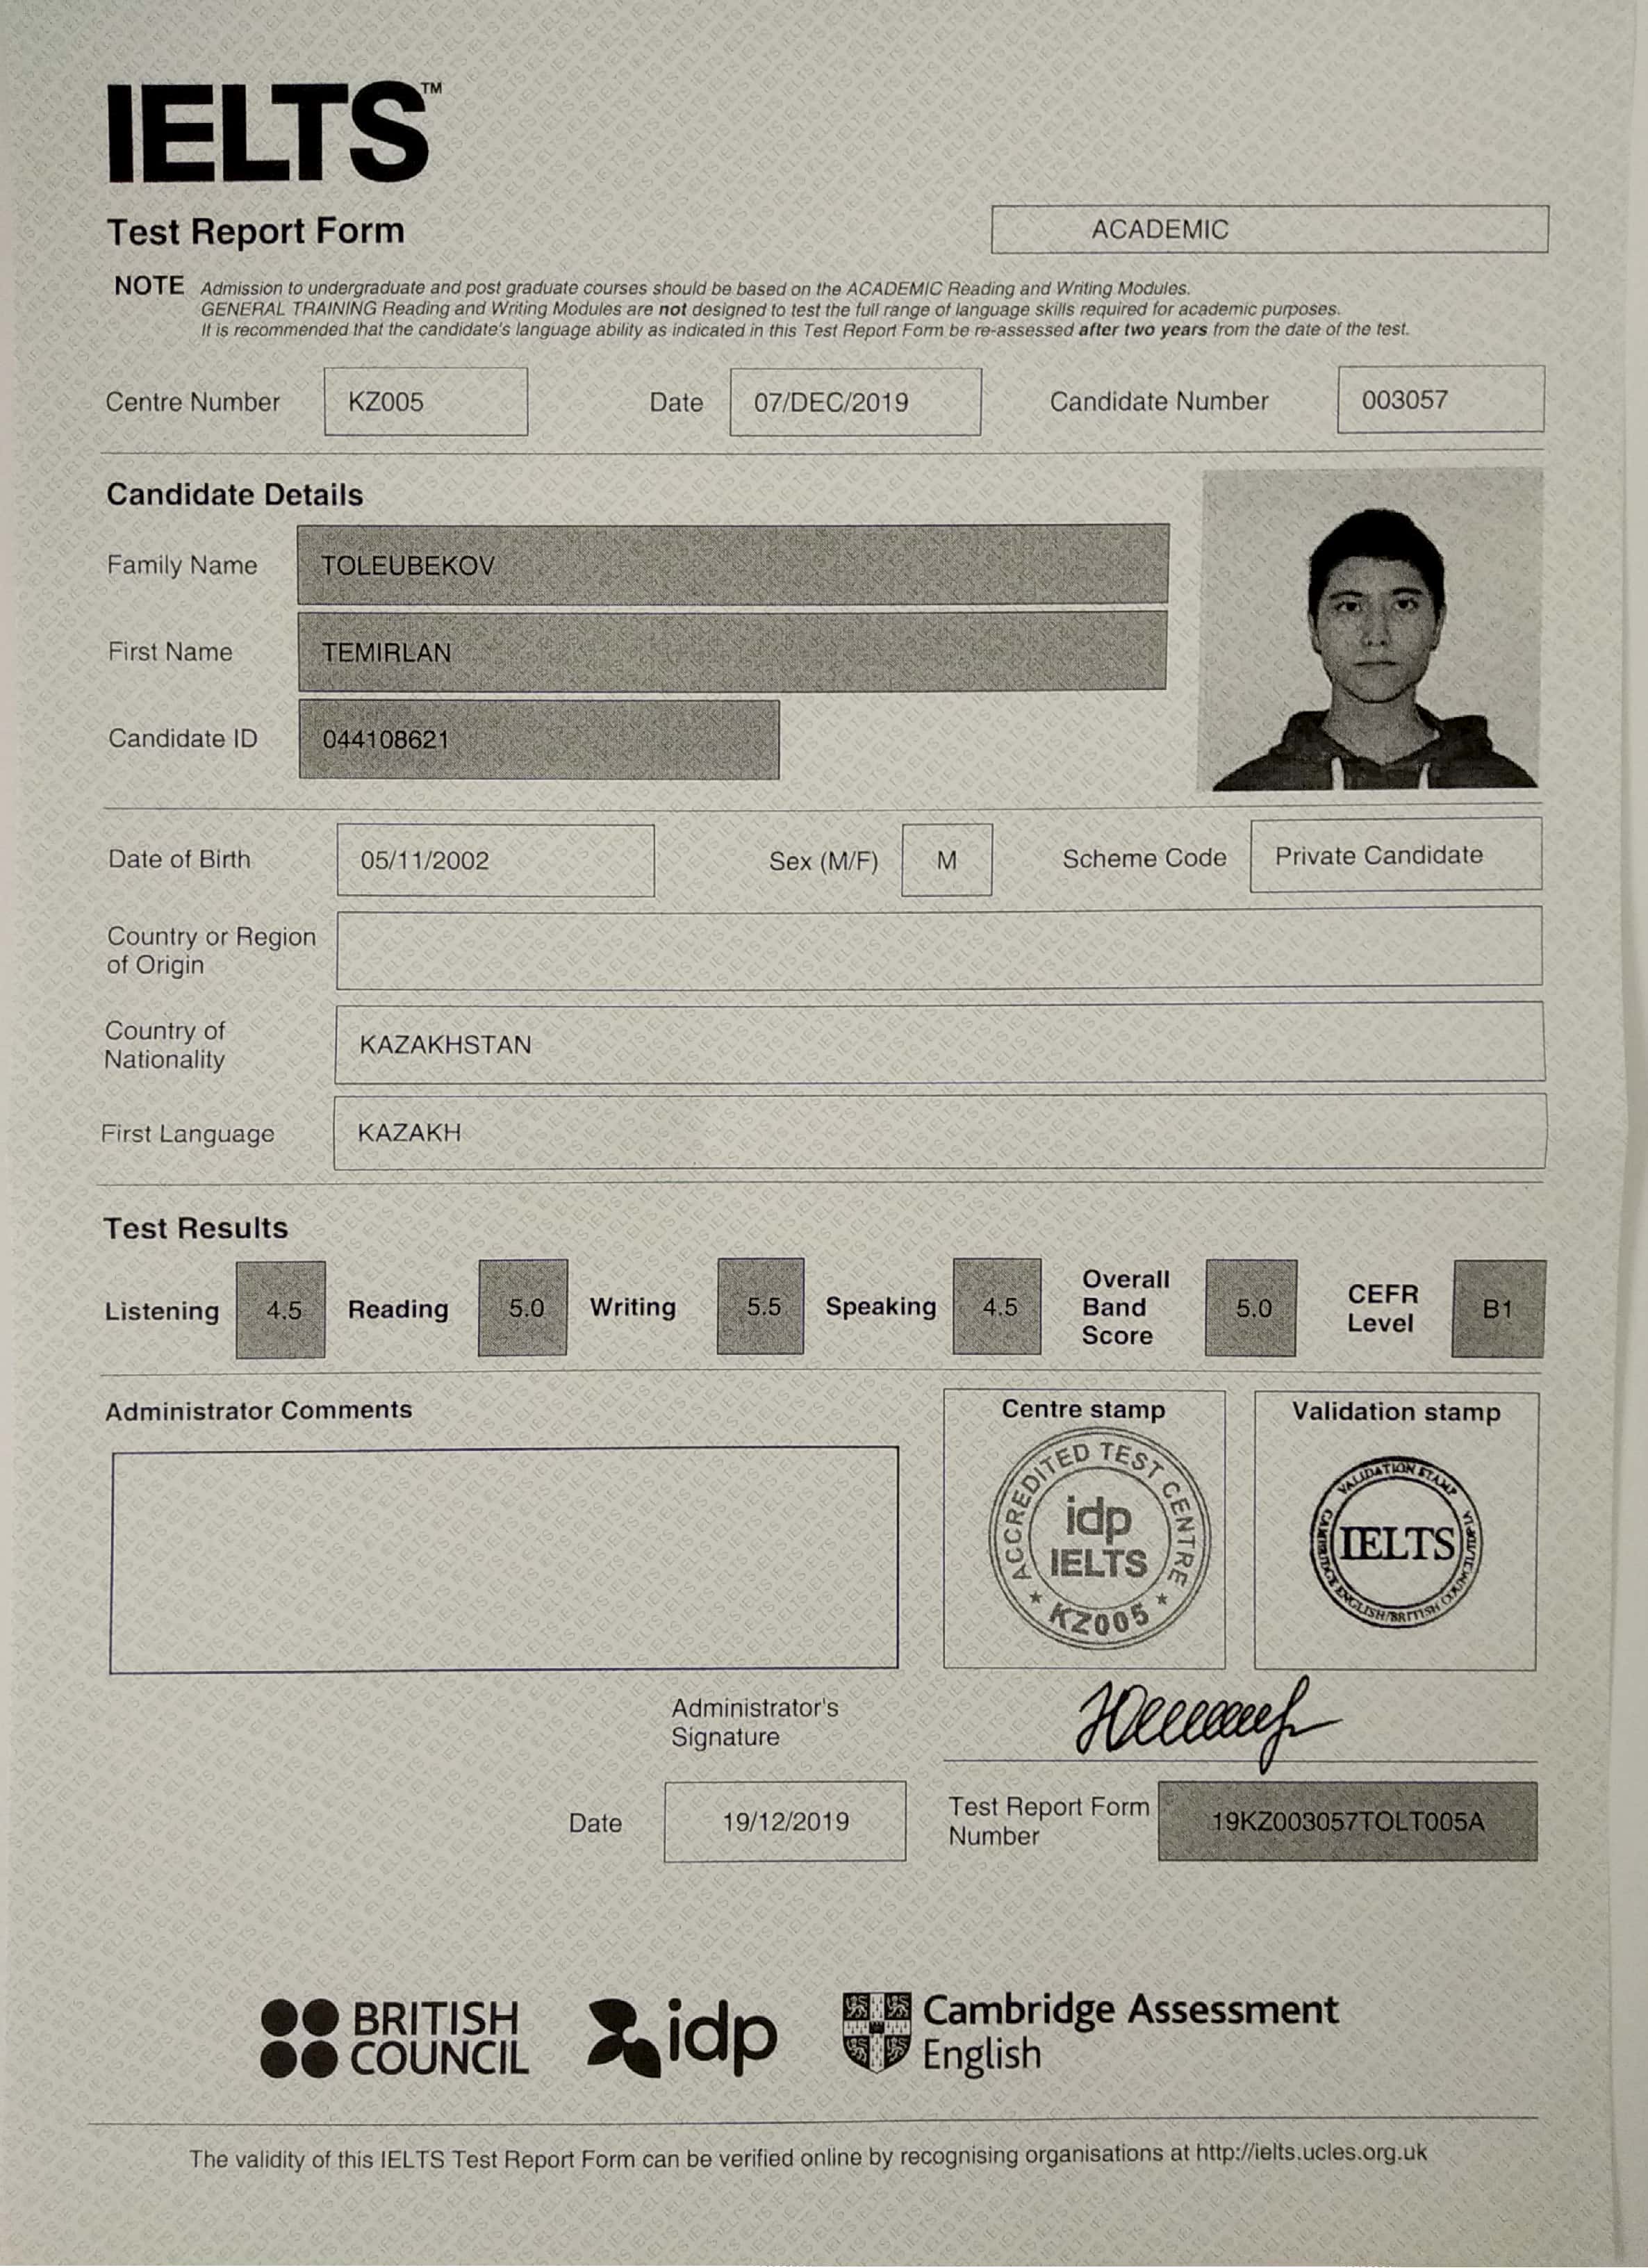 IELTS™
Test Report Form
ACADEMIC
NOTE Admission to undergraduate and post graduate courses should be based on the ACADEMIC Reading and Writing Modules.
GENERAL TRAINING Reading and Writing Modules are not designed to test the full range of language skills required for academic purposes.
It is recommended that the candidate's language ability as indicated in this Test Report Form be re-assessed after two years from the date of the test.
Centre Number KZ005 Date 07/DEC/2019 Candidate Number 003057
Candidate Details
Family Name TOLEUBEKOV
First Name TEMIRLAN
Candidate ID 044108621
Date of Birth 05/11/2002 Sex (M/F) M Scheme Code Private Candidate
Country or Region
of Origin
Country of
Nationality
KAZAKHSTAN
First Language KAZAKH
Test Results
Listening 4.5 Reading 5.0 Writing 5.5 Speaking 4.5
Overall
Band
Score
5.0
CEFR
Level
B1
Administrator Comments
Centre stamp
ACCREDITED TEST CENTRE
idp
IELTS
KZ005
Validation stamp
VALIDATION STAMP
IELTS
CAMBRIDGE ENGLISH/BRITISH COUNCIL/IDP:IA
Administrator's
Signature
Date 19/12/2019
Test Report Form
Number
19KZ003057TOLT005A
BRITISH
COUNCIL
idp
Cambridge Assessment
English
The validity of this IELTS Test Report Form can be verified online by recognising organisations at http://ielts.ucles.org.uk